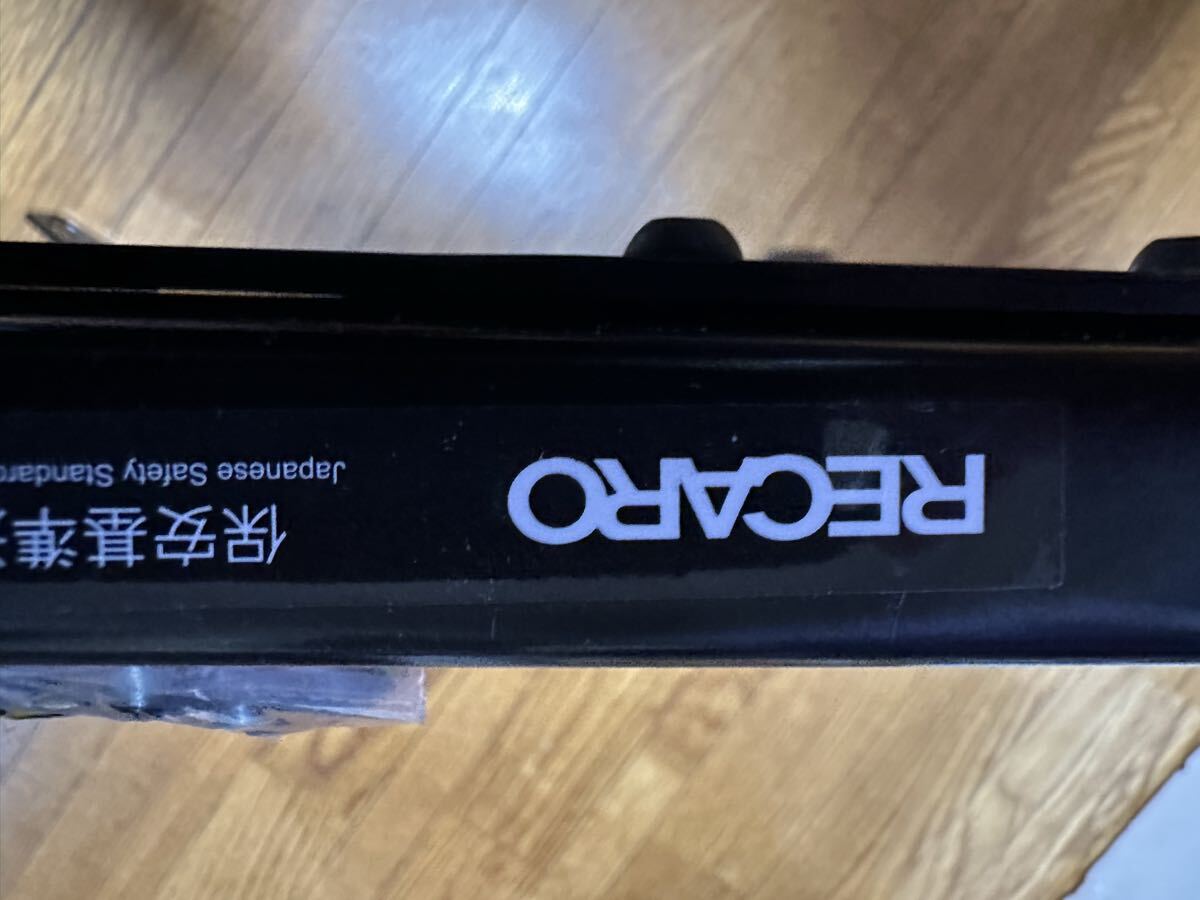 RECARO
保安基準
Japanese Safety